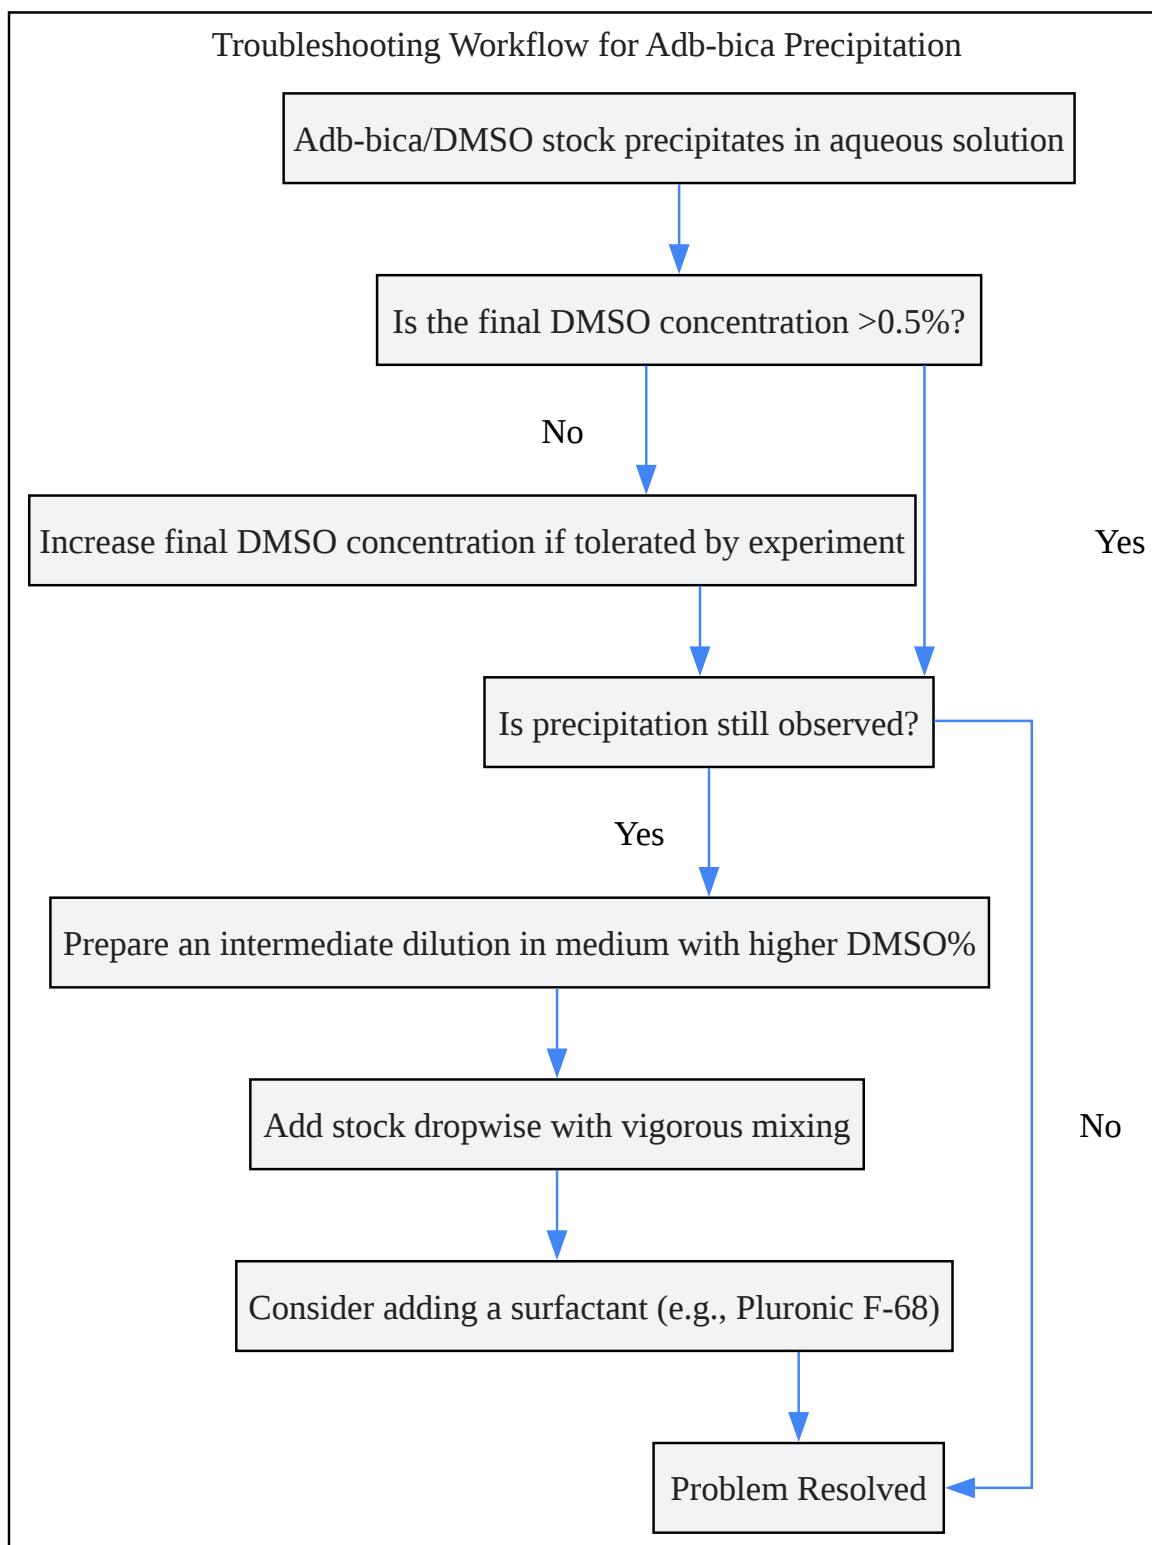 Troubleshooting Workflow for Adb-bica Precipitation
Adb-bica/DMSO stock precipitates in aqueous solution
Is the final DMSO concentration >0.5%?
No
Increase final DMSO concentration if tolerated by experiment
Yes
Is precipitation still observed?
Yes
Prepare an intermediate dilution in medium with higher DMSO%
Add stock dropwise with vigorous mixing
No
Consider adding a surfactant (e.g., Pluronic F-68)
Problem Resolved